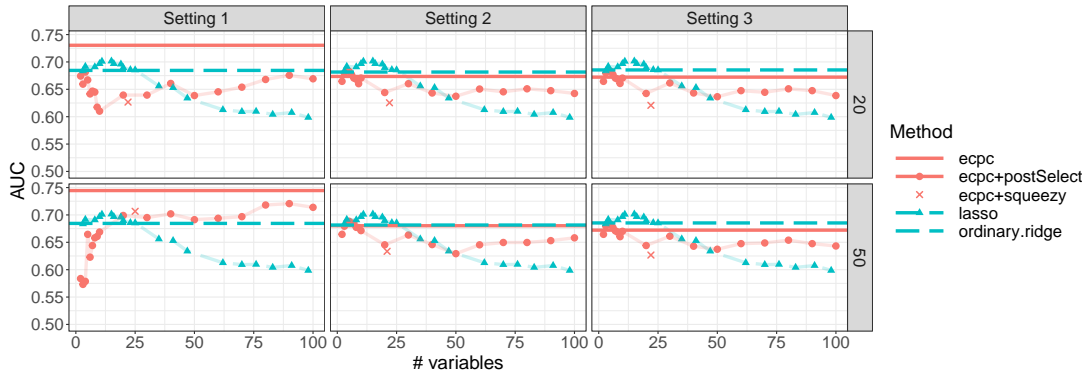 Setting 1 Setting 2 Setting 3
0.75
0.70
0.65
0.60
0.55
0.50
20
0.75
0.70
0.65
0.60
0.55
0.50
50
AUC
0 25 50 75 100 0 25 50 75 100 0 25 50 75 100
# variables
Method
ecpc
ecpc+postSelect
ecpc+squeezy
lasso
ordinary.ridge